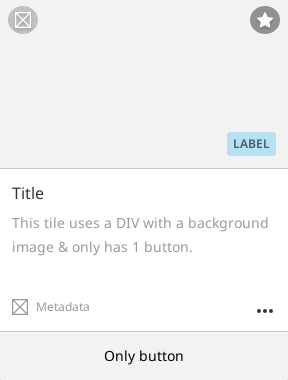 LABEL
Title
This tile uses a DIV with a background
image & only has 1 button.
Metadata
Only button